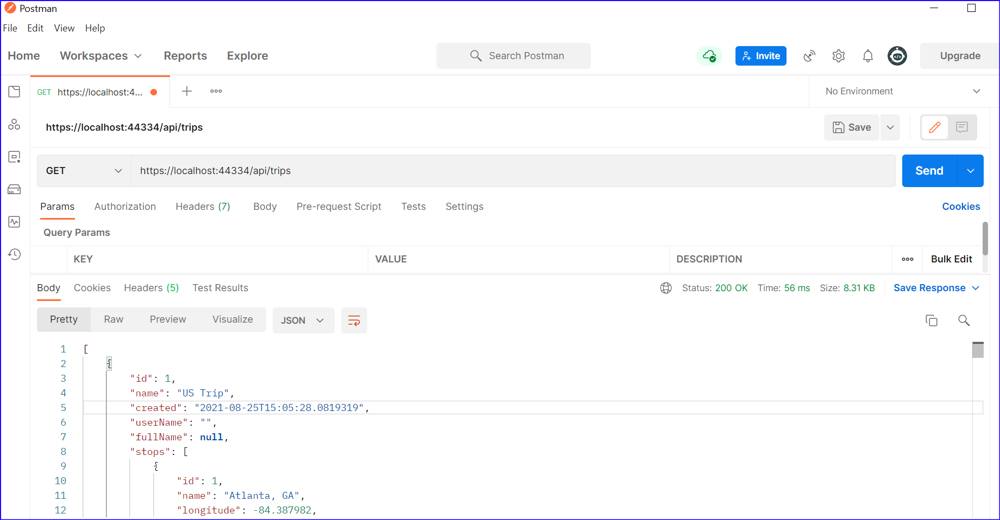 Postman
File Edit View Help
Home Workspaces Reports Explore Search Postman Invite Upgrade
GET https://localhost:4... No Environment
https://localhost:44334/api/trips Save
GET https://localhost:44334/api/trips Send
Params Authorization Headers (7) Body Pre-request Script Tests Settings Cookies
Query Params
KEY VALUE DESCRIPTION Bulk Edit
Body Cookies Headers (5) Test Results Status: 200 OK Time: 56 ms Size: 8.31 KB Save Response
Pretty Raw Preview Visualize JSON
1 [
2 {
3 "id": 1,
4 "name": "US Trip",
5 "created": "2021-08-25T15:05:28.0819319",
6 "userName": "",
7 "fullName": null,
8 "stops": [
9 {
10 "id": 1,
11 "name": "Atlanta, GA",
12 "longitude": -84.387982,